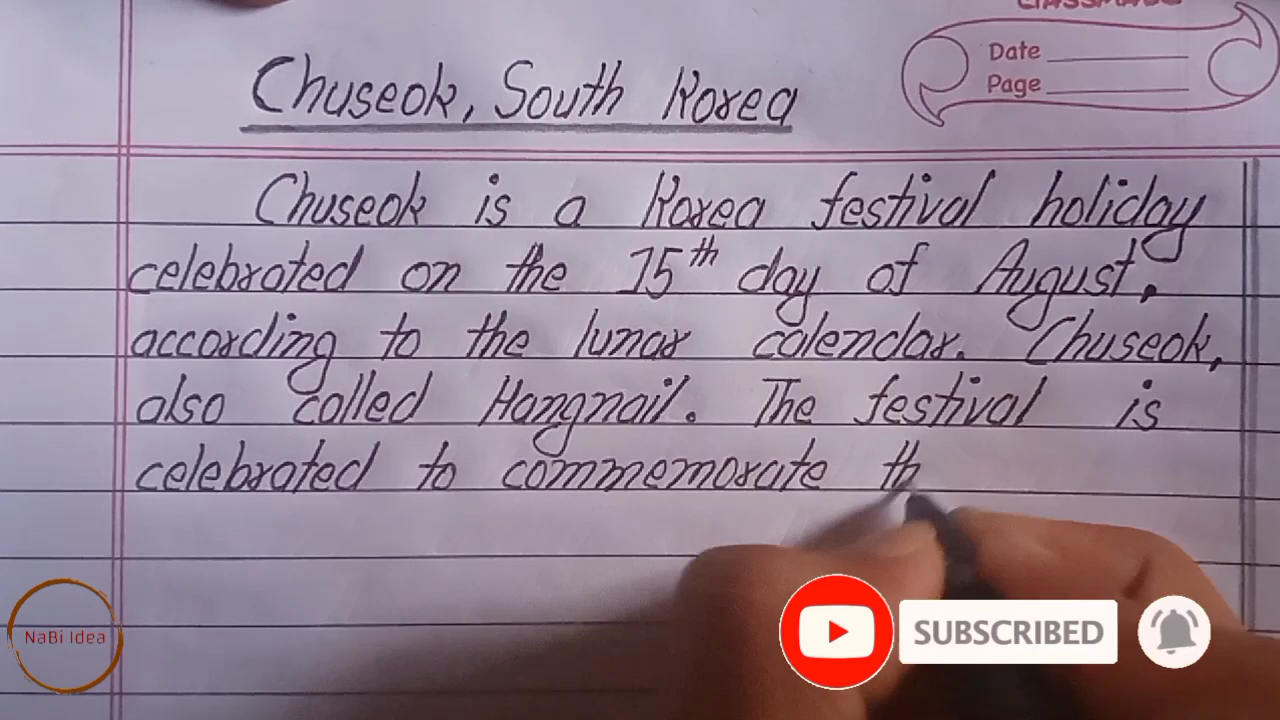 CLASSMATE
Date
Page
Chuseok, South Korea
Chuseok is a Korea festival holiday
celebrated on the 15th day of August,
according to the lunar calendar. Chuseok,
also called Hangnail. The festival is
celebrated to commemorate th
NaBi Idea
SUBSCRIBED